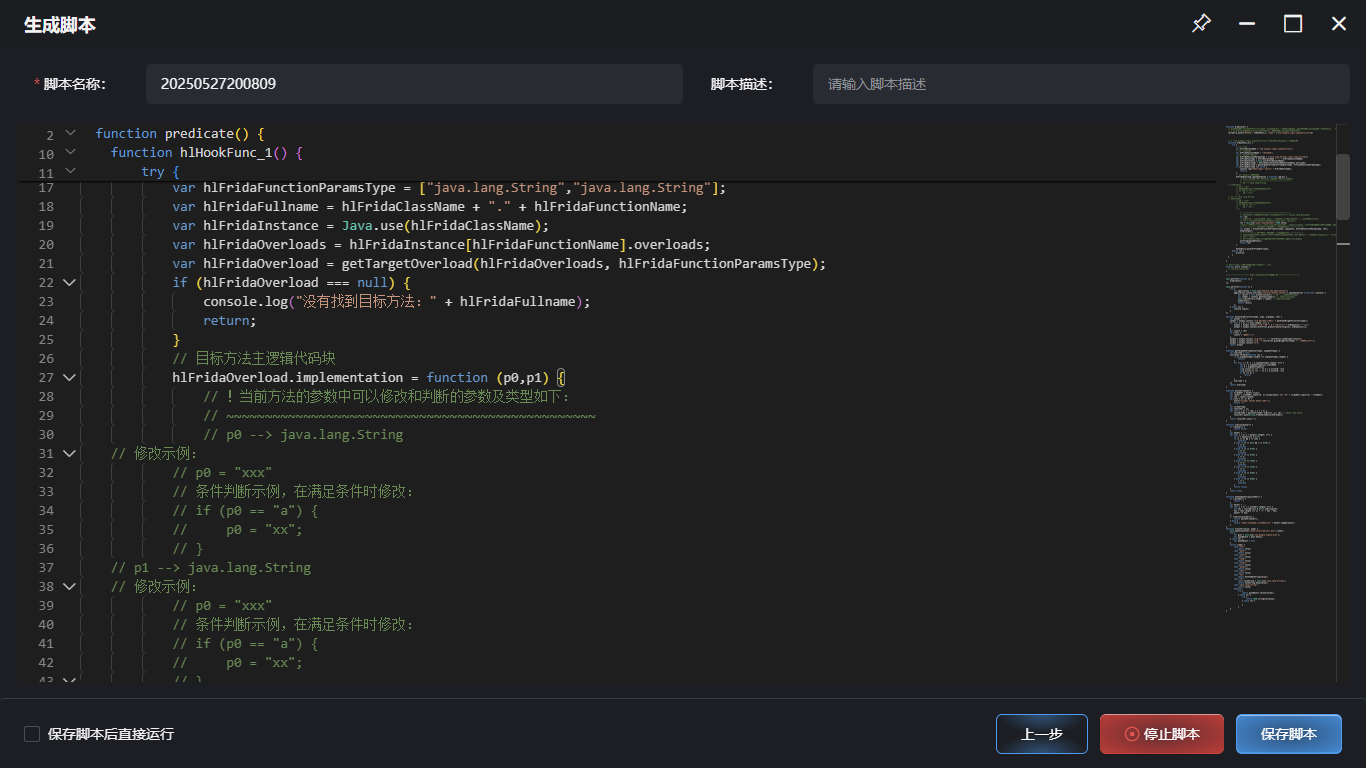 生成脚本
* 脚本名称: 20250527200809 脚本描述: 请输入脚本描述
2 function predicate() {
10 function hlHookFunc_1() {
11 try {
17 var hlFridaFunctionParamsType = ["java.lang.String","java.lang.String"];
18 var hlFridaFullname = hlFridaClassName + "." + hlFridaFunctionName;
19 var hlFridaInstance = Java.use(hlFridaClassName);
20 var hlFridaOverloads = hlFridaInstance[hlFridaFunctionName].overloads;
21 var hlFridaOverload = getTargetOverload(hlFridaOverloads, hlFridaFunctionParamsType);
22 if (hlFridaOverload === null) {
23 console.log("没有找到目标方法：" + hlFridaFullname);
24 return;
25 }
26 // 目标方法主逻辑代码块
27 hlFridaOverload.implementation = function (p0,p1) {
28 // ！当前方法的参数中可以修改和判断的参数及类型如下：
29 // ~~~~~~~~~~~~~~~~~~~~~~~~~~~~~~~~~~~~~~~~~~~~~~~~
30 // p0 --> java.lang.String
31 // 修改示例：
32 // p0 = "xxx"
33 // 条件判断示例，在满足条件时修改：
34 // if (p0 == "a") {
35 // p0 = "xx";
36 // }
37 // p1 --> java.lang.String
38 // 修改示例：
39 // p0 = "xxx"
40 // 条件判断示例，在满足条件时修改：
41 // if (p0 == "a") {
42 // p0 = "xx";
43 // }
保存脚本后直接运行 上一步 停止脚本 保存脚本